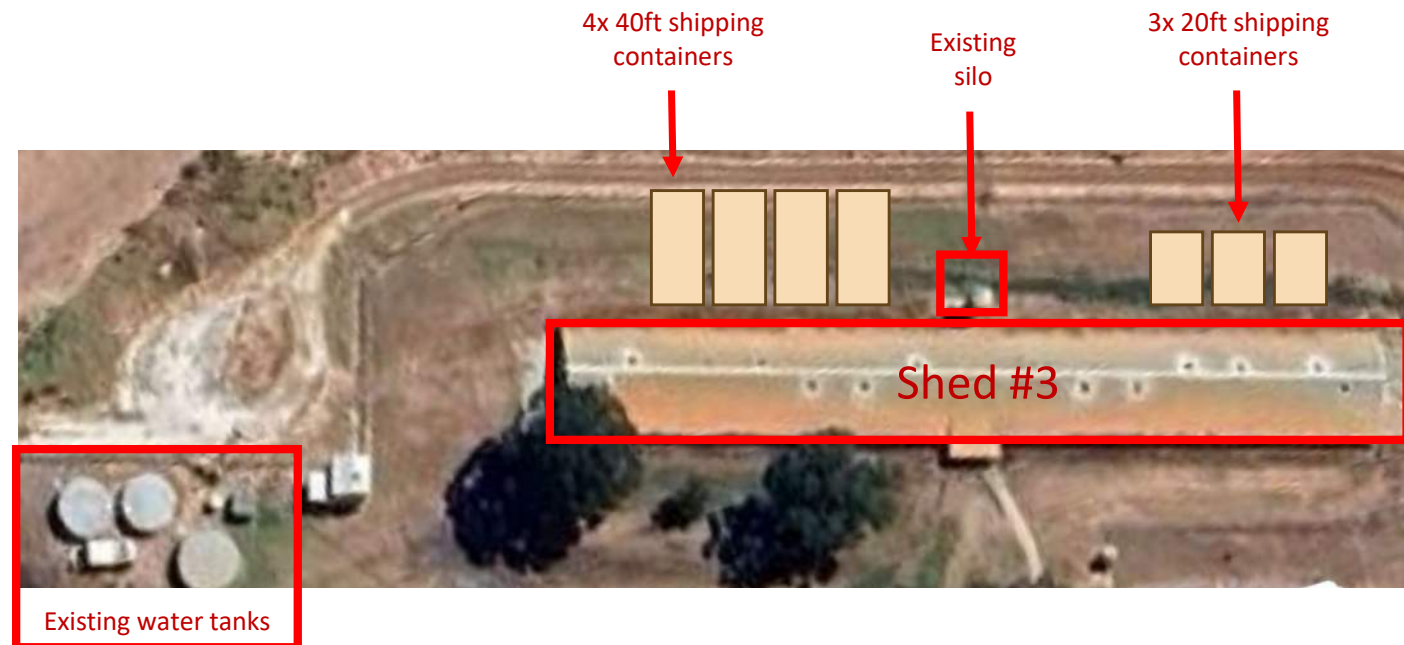 4x 40ft shipping
containers
Existing
silo
3x 20ft shipping
containers
Shed #3
Existing water tanks